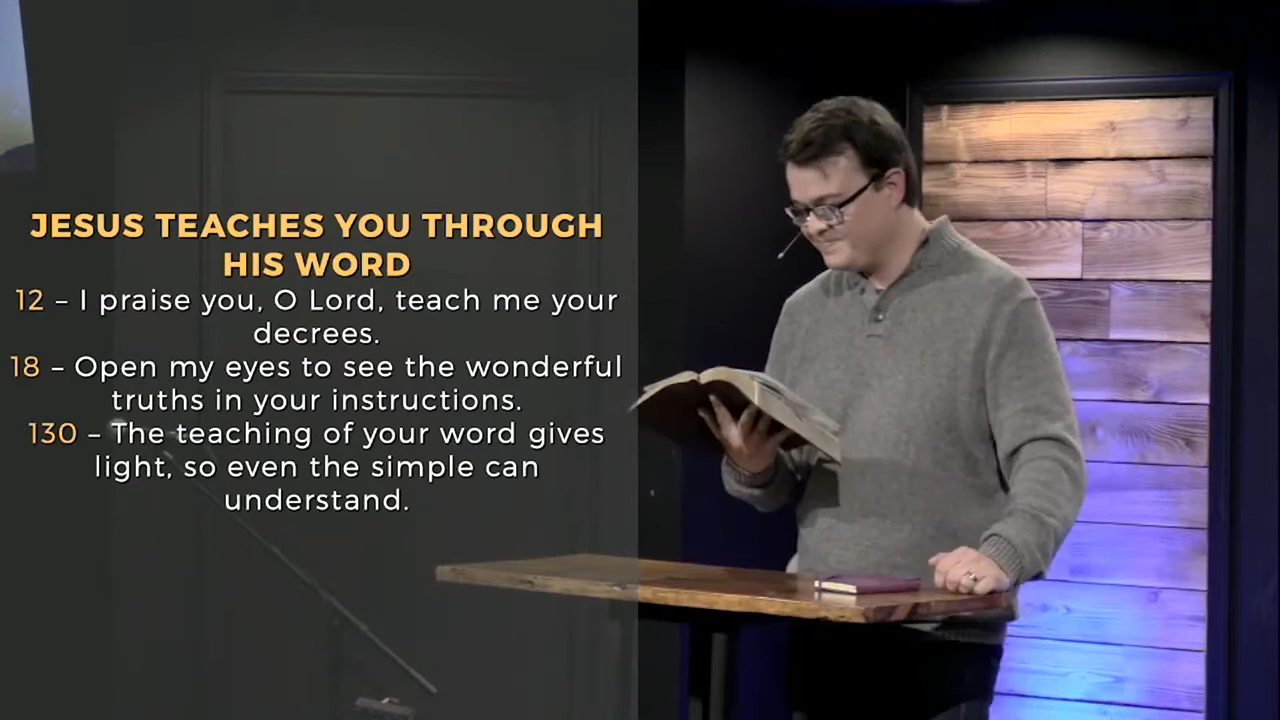 JESUS TEACHES YOU THROUGH
HIS WORD
12 – I praise you, O Lord, teach me your
decrees.
18 – Open my eyes to see the wonderful
truths in your instructions.
130 – The teaching of your word gives
light, so even the simple can
understand.